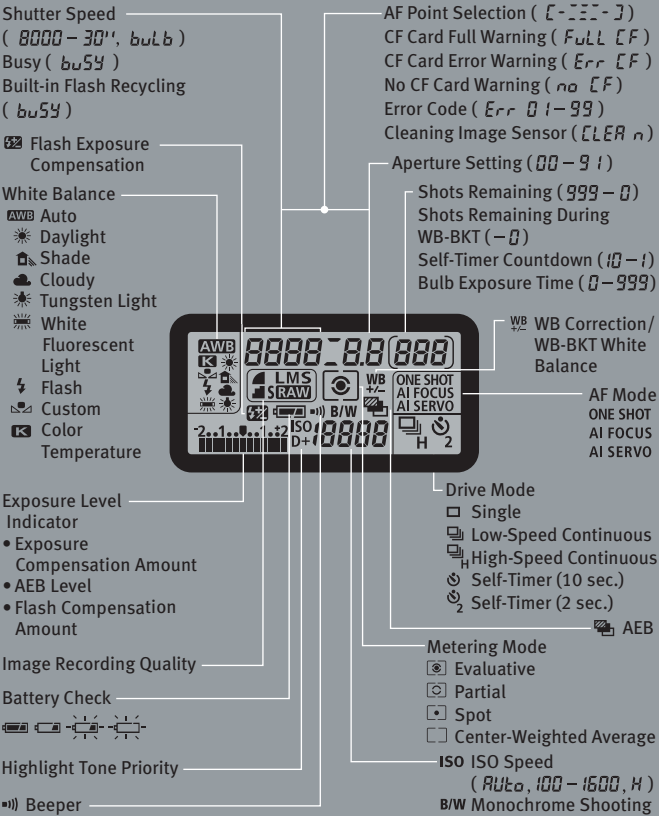 Shutter Speed
( 8000 – 30'', buLb )
Busy ( buSY )
Built-in Flash Recycling
( buSY )
Flash Exposure
Compensation
White Balance
AWB Auto
Daylight
Shade
Cloudy
Tungsten Light
White
Fluorescent
Light
Flash
Custom
K Color
Temperature
Exposure Level
Indicator
• Exposure
Compensation Amount
• AEB Level
• Flash Compensation
Amount
Image Recording Quality
Battery Check
Highlight Tone Priority
Beeper
AF Point Selection ( [- - - -] )
CF Card Full Warning ( FuLL CF )
CF Card Error Warning ( Err CF )
No CF Card Warning ( no CF )
Error Code ( Err 01–99 )
Cleaning Image Sensor ( CLEA n )
Aperture Setting ( 00 – 91 )
Shots Remaining ( 999 – 0 )
Shots Remaining During
WB-BKT ( – 0 )
Self-Timer Countdown ( 10 – 1 )
Bulb Exposure Time ( 0 – 999 )
WB +/– WB Correction/
WB-BKT White
Balance
AF Mode
ONE SHOT
AI FOCUS
AI SERVO
AWB 8888 8.8 (888)
K
LMS
SRAW
WB
+/–
ONE SHOT
AI FOCUS
AI SERVO
B/W
-2..1..0..1..+2
ISO
D+
18888
H
2
Drive Mode
Single
Low-Speed Continuous
H High-Speed Continuous
Self-Timer (10 sec.)
2 Self-Timer (2 sec.)
AEB
Metering Mode
Evaluative
Partial
Spot
Center-Weighted Average
ISO ISO Speed
( AUto, 100 – 1600, H )
B/W Monochrome Shooting